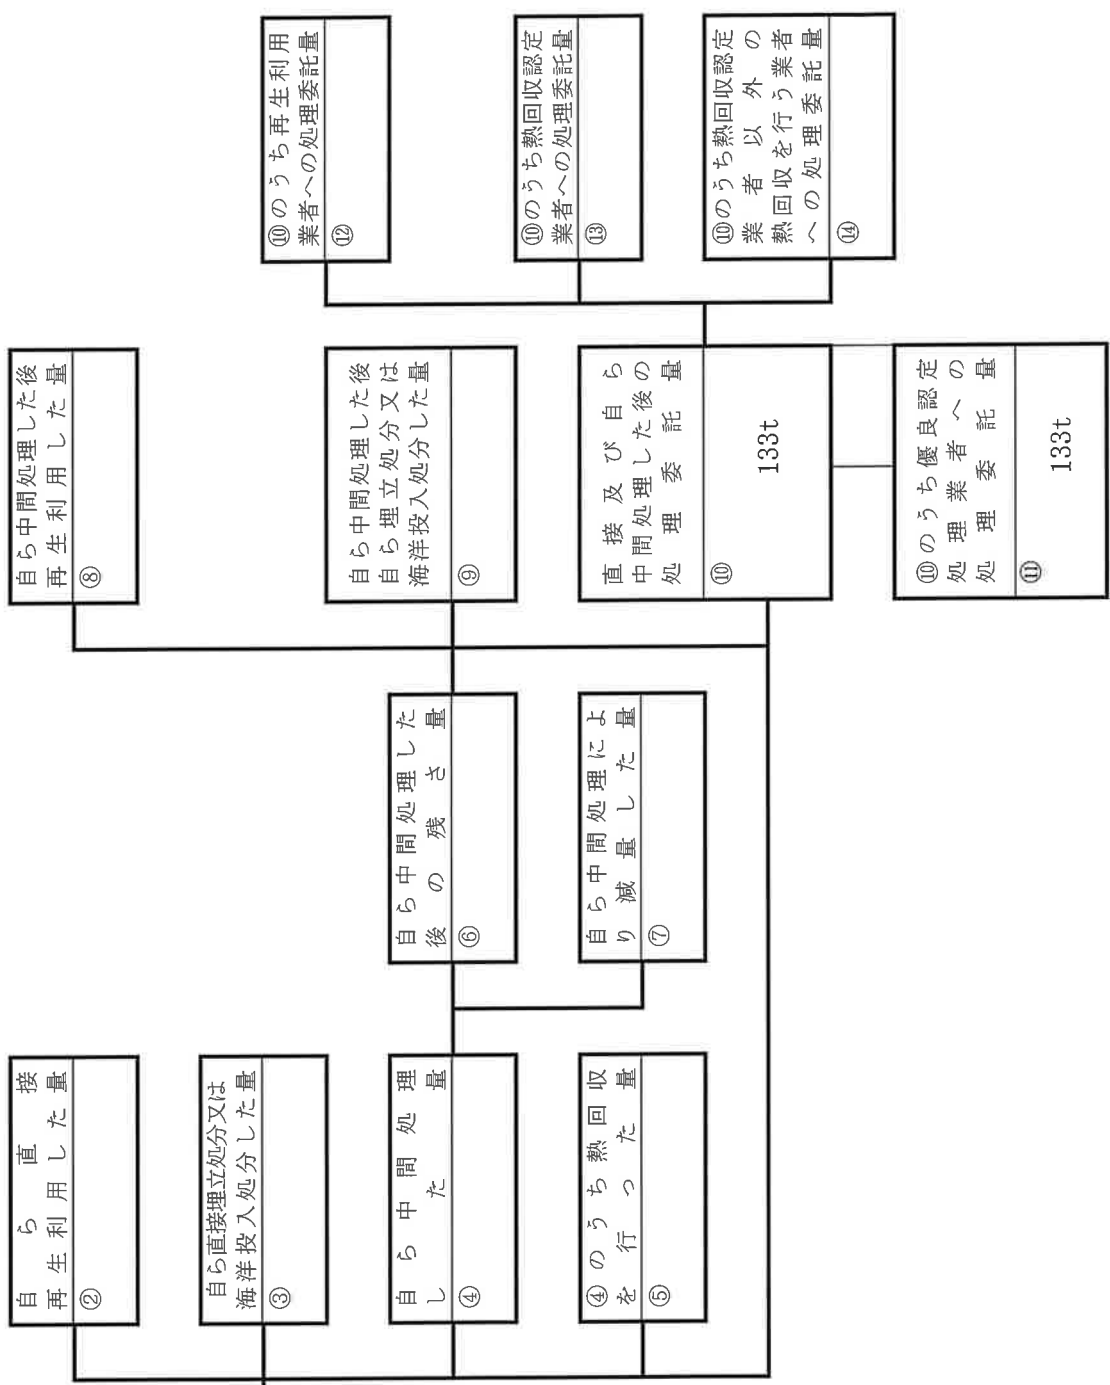 自ら直接
再生利用した量
②
自ら直接埋立処分又は
海洋投入処分した量
③
自ら中間処理
した量
④
④のうち熱回収
を行った量
⑤
自ら中間処理した
後の残さ量
⑥
自ら中間処理によ
り減量した量
⑦
自ら中間処理した後
再生利用した量
⑧
自ら中間処理した後
自ら埋立処分又は
海洋投入処分した量
⑨
直接及び自ら
中間処理した後の
処理委託量
⑩
133t
⑩のうち優良認定
処理業者への
処理委託量
⑪
133t
⑩のうち再生利用
業者への処理委託量
⑫
⑩のうち熱回収認定
業者への処理委託量
⑬
⑩のうち熱回収認定
業者以外の
熱回収を行う業者
への処理委託量
⑭